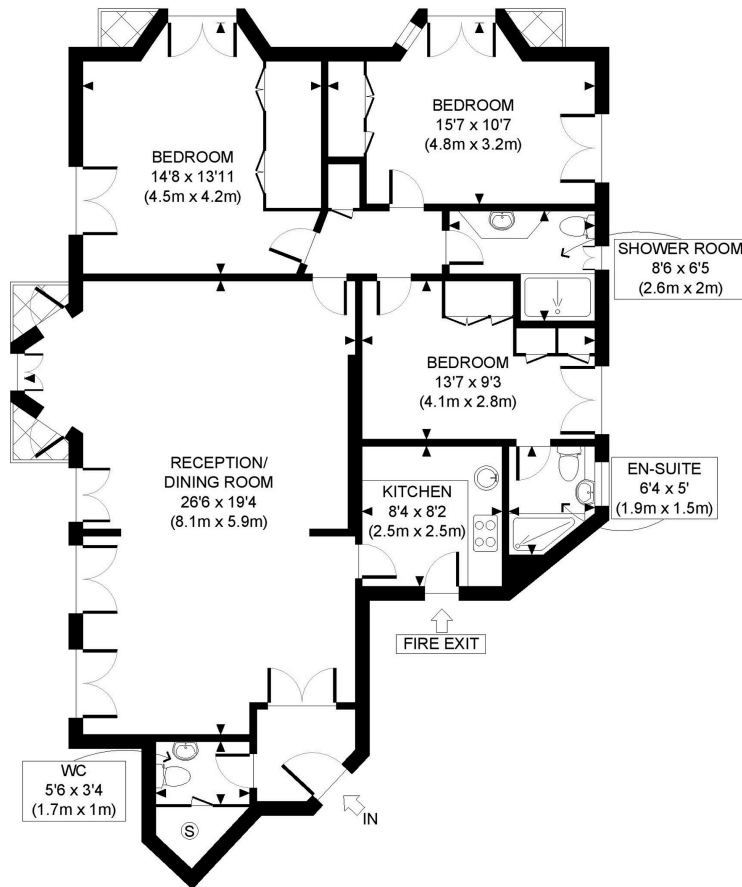 BEDROOM
14'8 x 13'11
(4.5m x 4.2m)
BEDROOM
15'7 x 10'7
(4.8m x 3.2m)
SHOWER ROOM
8'6 x 6'5
(2.6m x 2m)
BEDROOM
13'7 x 9'3
(4.1m x 2.8m)
RECEPTION/
DINING ROOM
26'6 x 19'4
(8.1m x 5.9m)
KITCHEN
8'4 x 8'2
(2.5m x 2.5m)
EN-SUITE
6'4 x 5'
(1.9m x 1.5m)
FIRE EXIT
WC
5'6 x 3'4
(1.7m x 1m)
IN
S